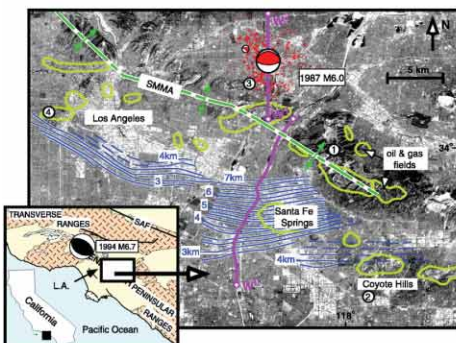 N
5 km
1987 M6.0
3
SMMA
4
Los Angeles
1
oil & gas
fields
34°
4km
3
7km
6
5
4
Santa Fe
Springs
3km
4km
Coyote Hills
2
118°
TRANSVERSE
RANGES
SAF
1994 M6.7
L.A.
PENINSULAR
RANGES
California
Pacific Ocean